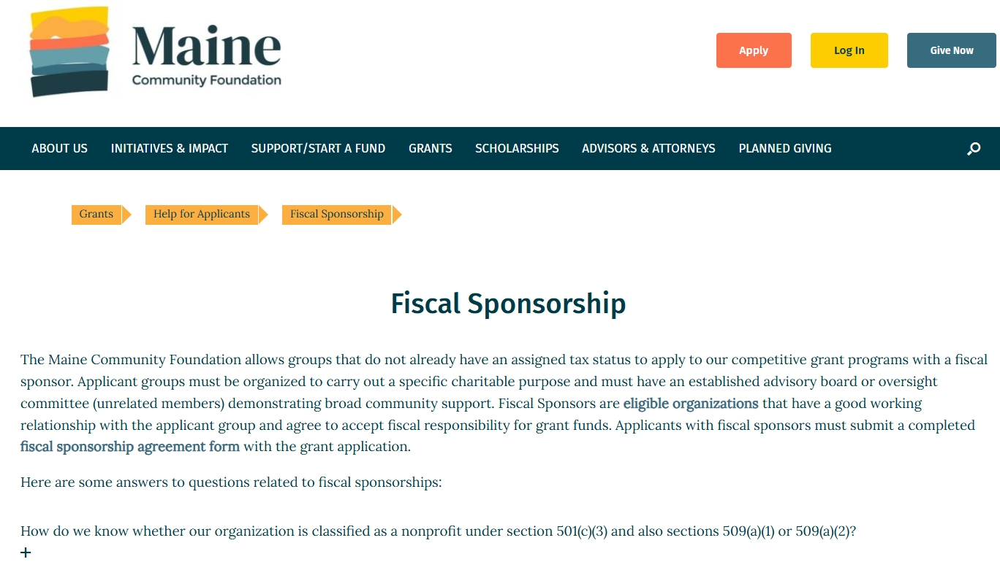 Maine
Community Foundation
Apply
Log In
Give Now
ABOUT US
INITIATIVES & IMPACT
SUPPORT/START A FUND
GRANTS
SCHOLARSHIPS
ADVISORS & ATTORNEYS
PLANNED GIVING
Grants
Help for Applicants
Fiscal Sponsorship
Fiscal Sponsorship
The Maine Community Foundation allows groups that do not already have an assigned tax status to apply to our competitive grant programs with a fiscal
sponsor. Applicant groups must be organized to carry out a specific charitable purpose and must have an established advisory board or oversight
committee (unrelated members) demonstrating broad community support. Fiscal Sponsors are eligible organizations that have a good working
relationship with the applicant group and agree to accept fiscal responsibility for grant funds. Applicants with fiscal sponsors must submit a completed
fiscal sponsorship agreement form with the grant application.
Here are some answers to questions related to fiscal sponsorships:
How do we know whether our organization is classified as a nonprofit under section 501(c)(3) and also sections 509(a)(1) or 509(a)(2)?
+